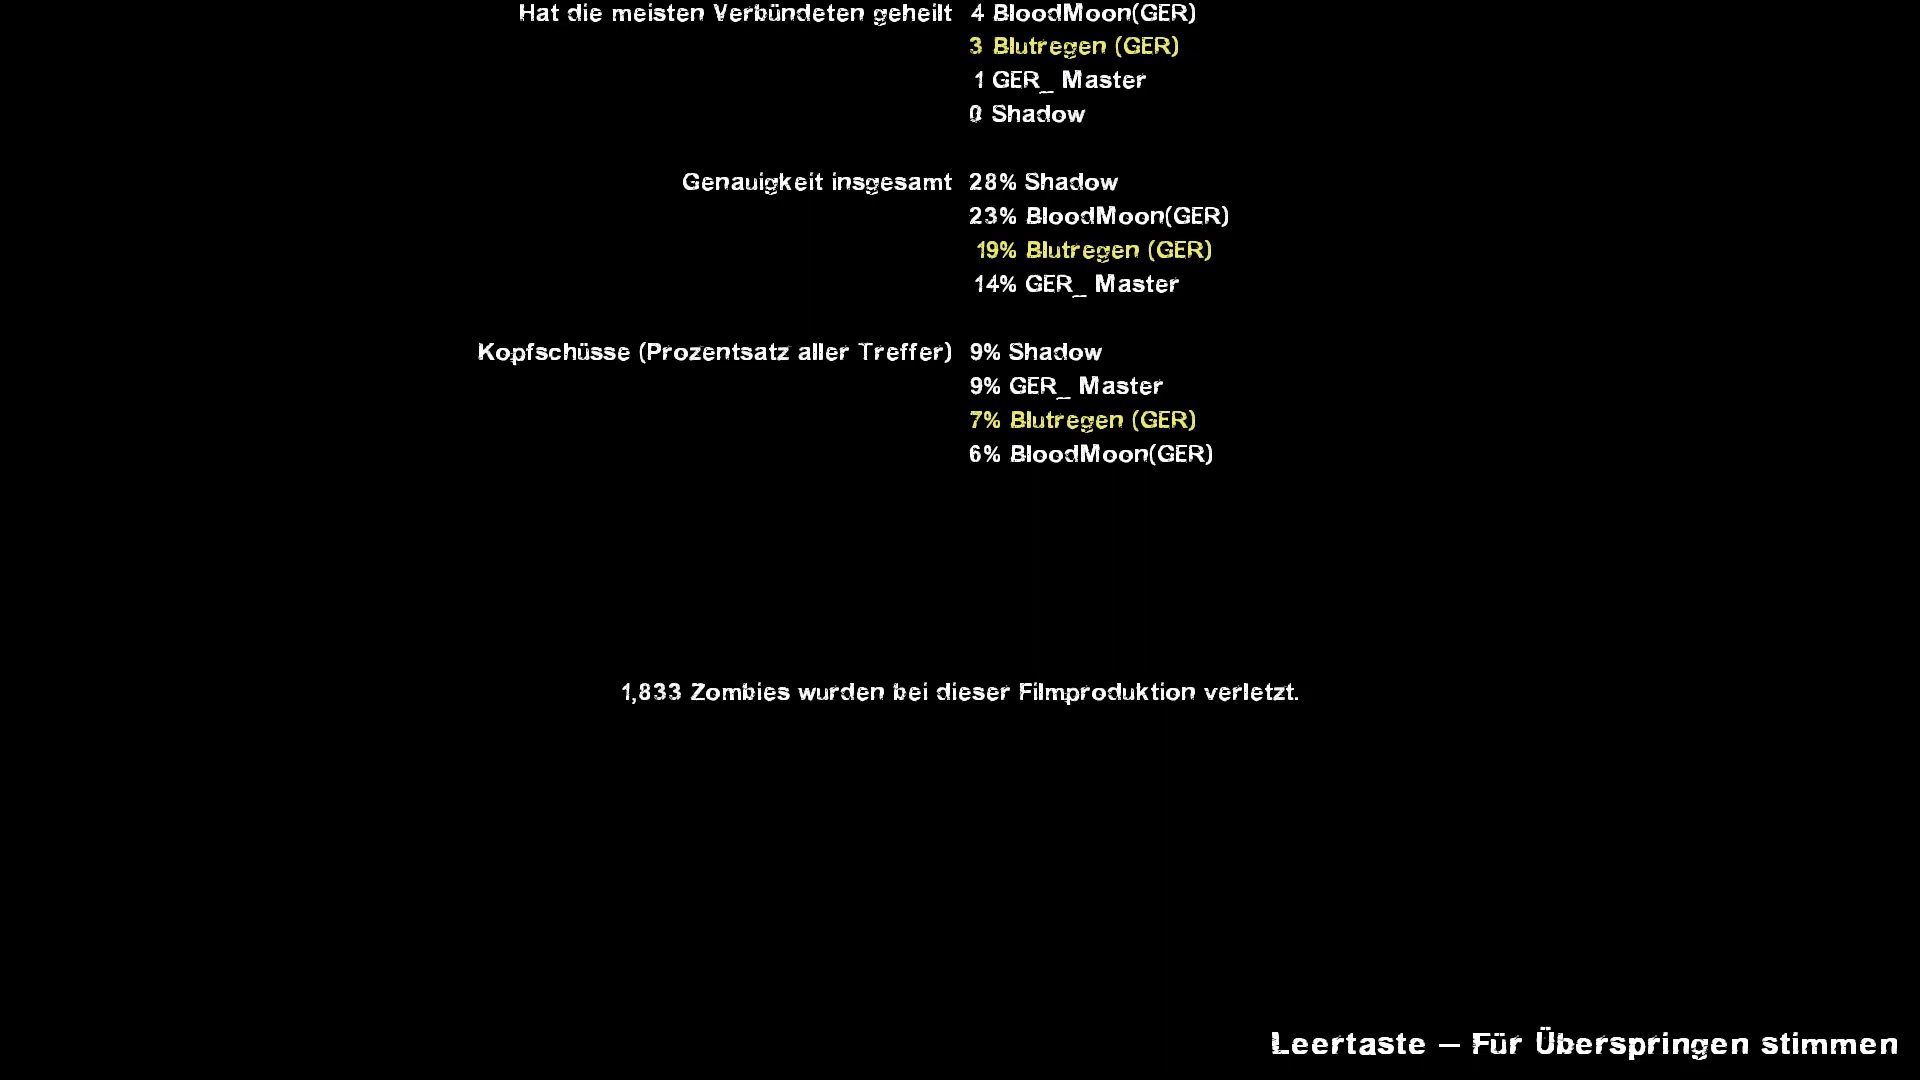 Hat die meisten Verbündeten geheilt 4 BloodMoon(GER)
3 Blutregen (GER)
1 GER_ Master
0 Shadow
Genauigkeit insgesamt 28% Shadow
23% BloodMoon(GER)
19% Blutregen (GER)
14% GER_ Master
Kopfschüsse (Prozentsatz aller Treffer) 9% Shadow
9% GER_ Master
7% Blutregen (GER)
6% BloodMoon(GER)
1,833 Zombies wurden bei dieser Filmproduktion verletzt.
Leertaste – Für Überspringen stimmen